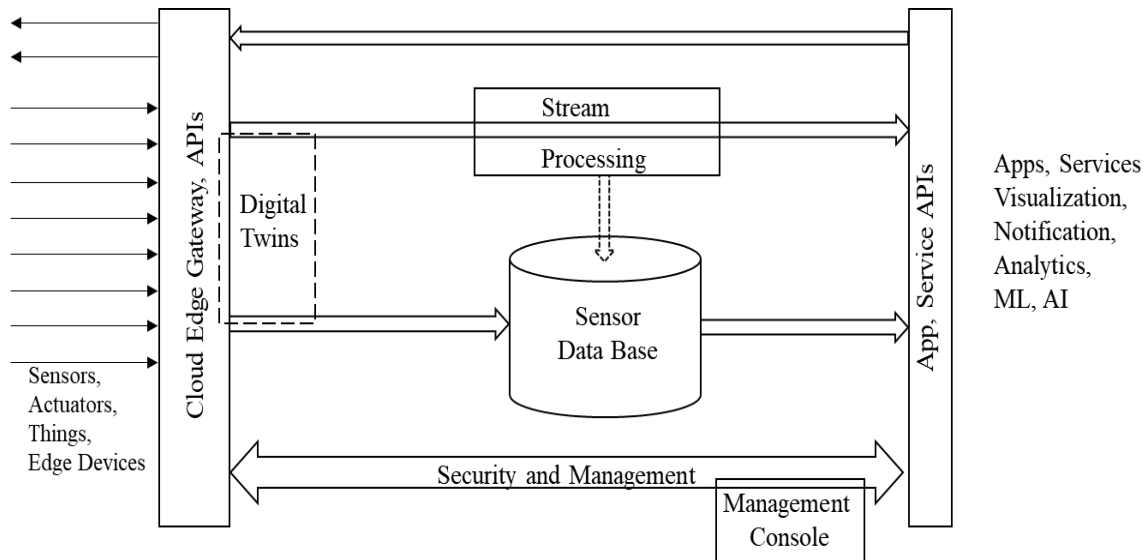 Cloud Edge Gateway, APIs
Sensors,
Actuators,
Things,
Edge Devices
Digital
Twins
Stream
Processing
Sensor
Data Base
Security and Management
Management
Console
App, Service APIs
Apps, Services
Visualization,
Notification,
Analytics,
ML, AI